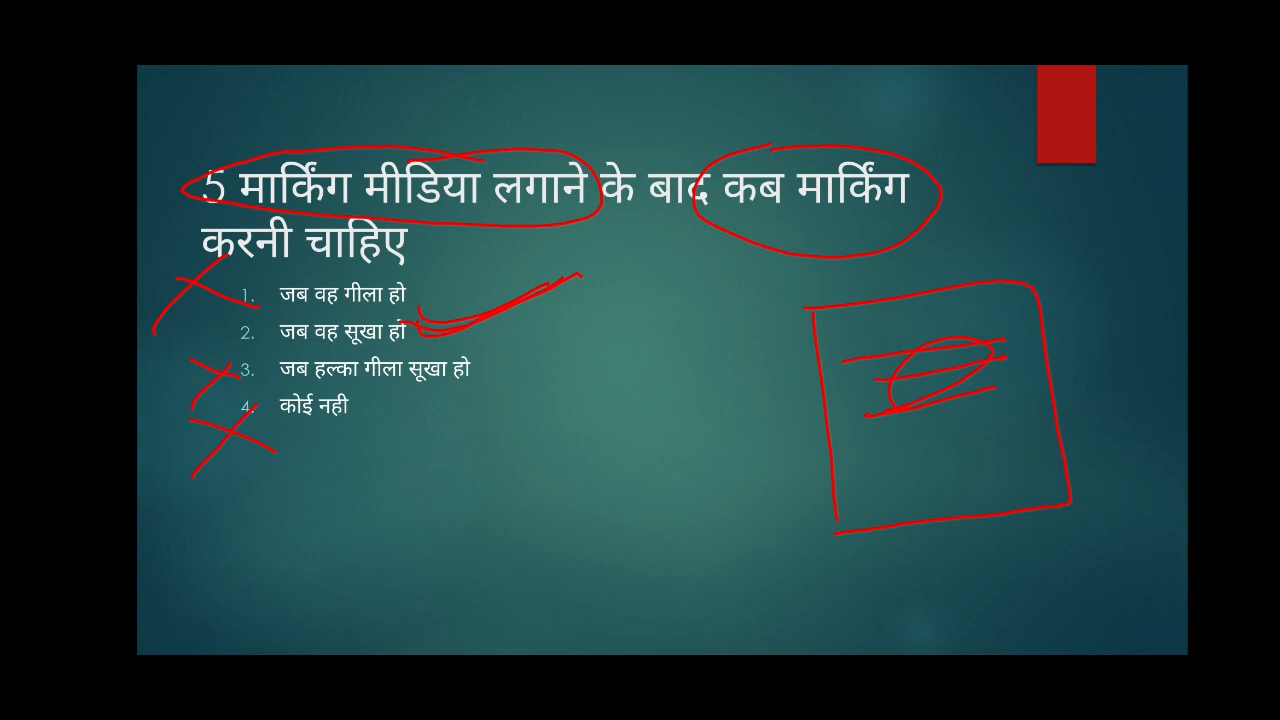 5 मार्किंग मीडिया लगाने के बाद कब मार्किंग
करनी चाहिए
1. जब वह गीला हो
2. जब वह सूखा हो
3. जब हल्का गीला सूखा हो
4. कोई नही